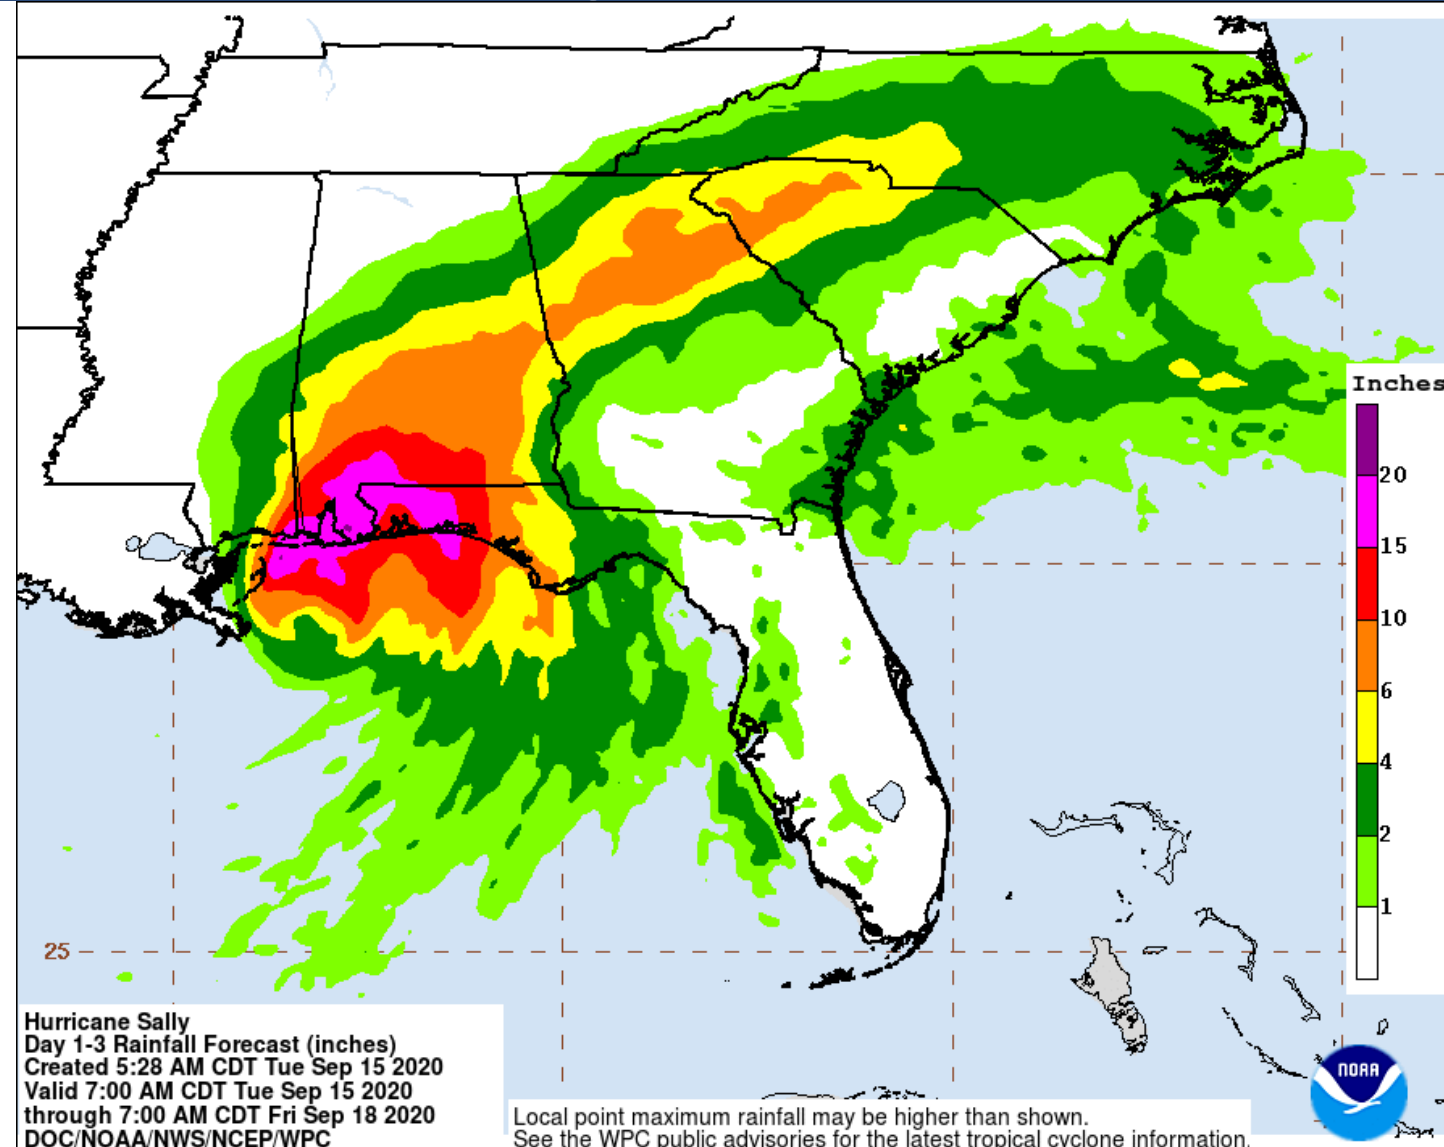 Inches
20
15
10
6
4
2
1
25
Hurricane Sally
Day 1-3 Rainfall Forecast (inches)
Created 5:28 AM CDT Tue Sep 15 2020
Valid 7:00 AM CDT Tue Sep 15 2020
through 7:00 AM CDT Fri Sep 18 2020
DOC/NOAA/NWS/NCEP/WPC
Local point maximum rainfall may be higher than shown.
See the WPC public advisories for the latest tropical cyclone information.
NOAA